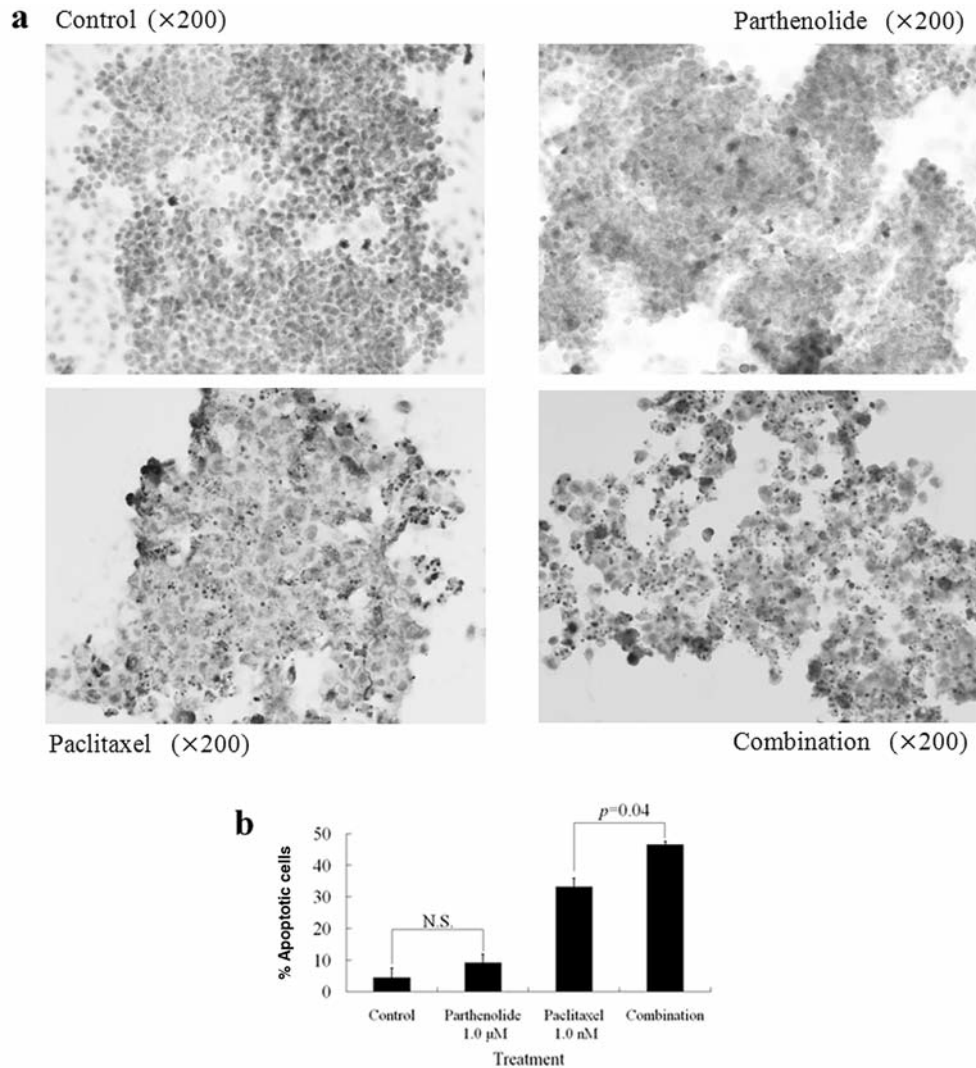 a Control (×200)
Parthenolide (×200)
Paclitaxel (×200)
Combination (×200)
b
p=0.04
N.S.
% Apoptotic cells
50
40
30
20
10
0
Control
Parthenolide
1.0 μM
Paclitaxel
1.0 nM
Combination
Treatment